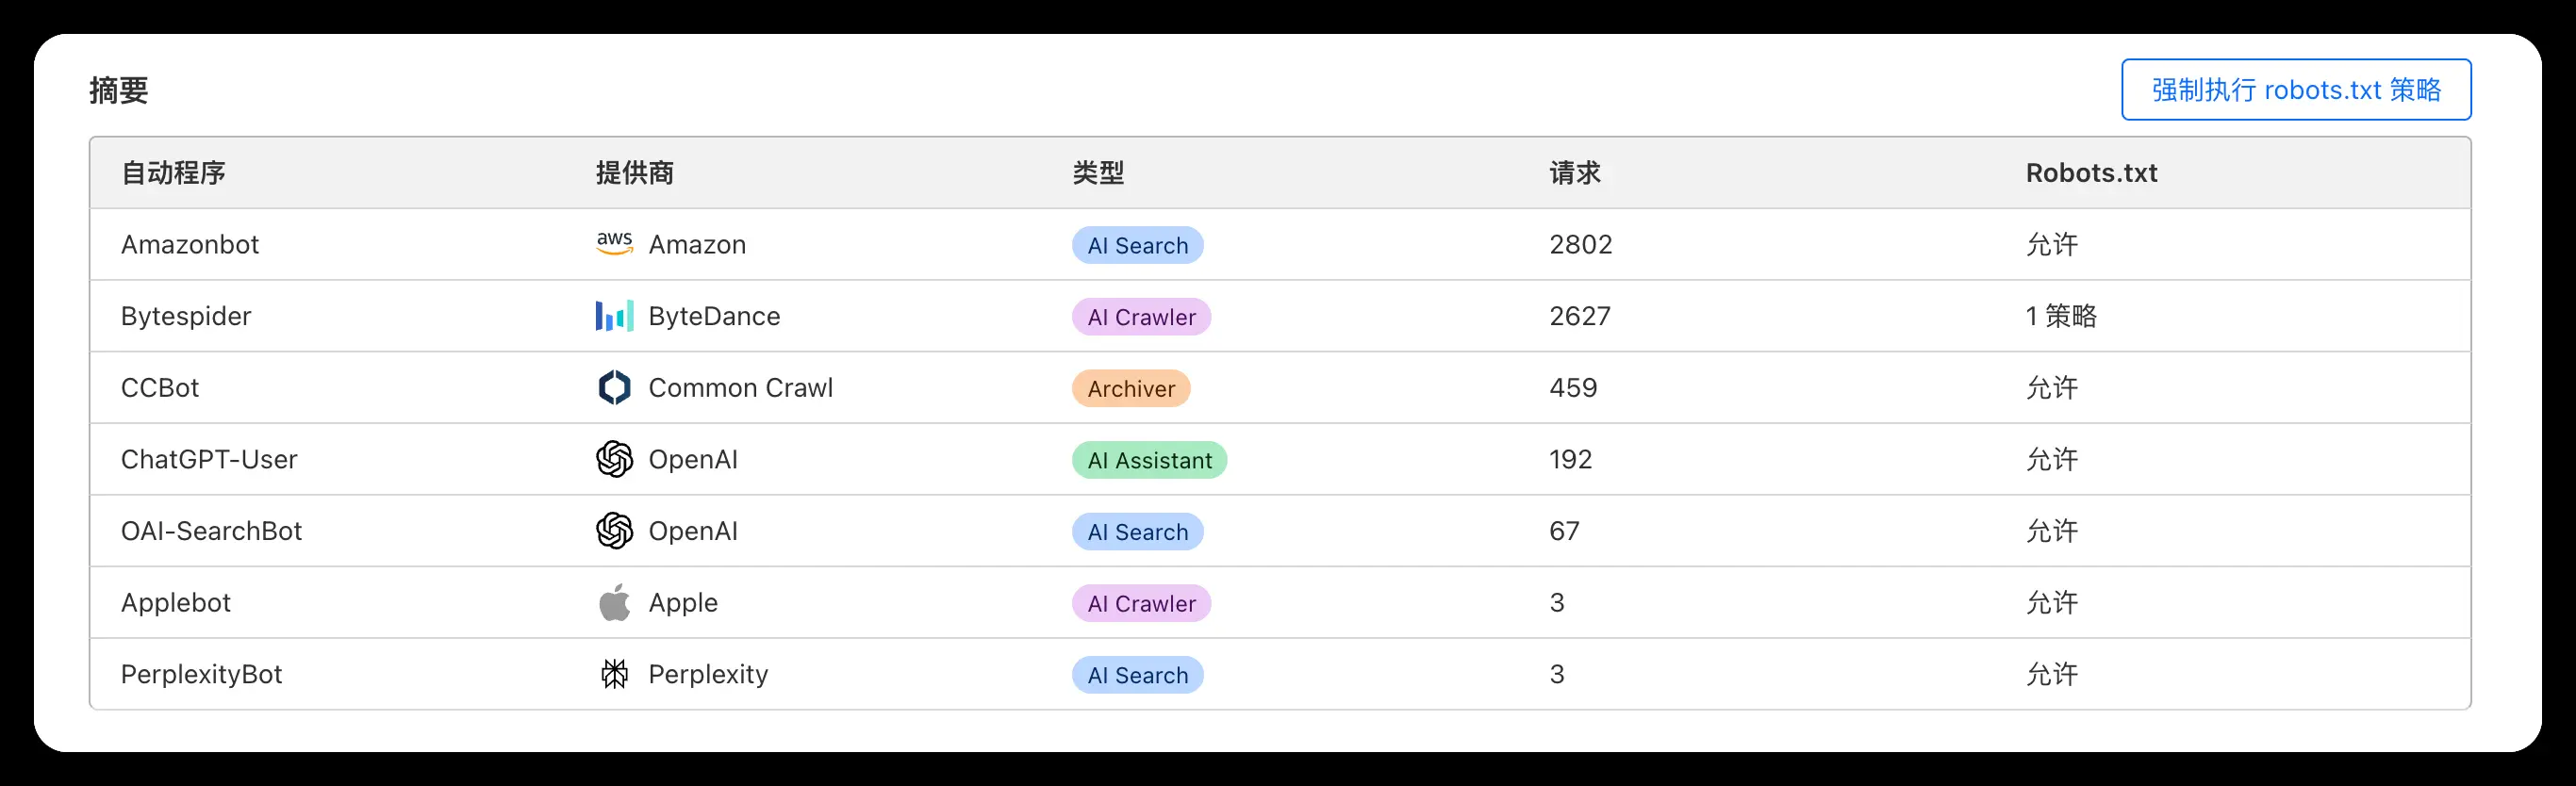 摘要
强制执行 robots.txt 策略
自动程序 提供商 类型 请求 Robots.txt
Amazonbot aws Amazon AI Search 2802 允许
Bytespider ByteDance AI Crawler 2627 1 策略
CCBot Common Crawl Archiver 459 允许
ChatGPT-User OpenAI AI Assistant 192 允许
OAI-SearchBot OpenAI AI Search 67 允许
Applebot Apple AI Crawler 3 允许
PerplexityBot Perplexity AI Search 3 允许